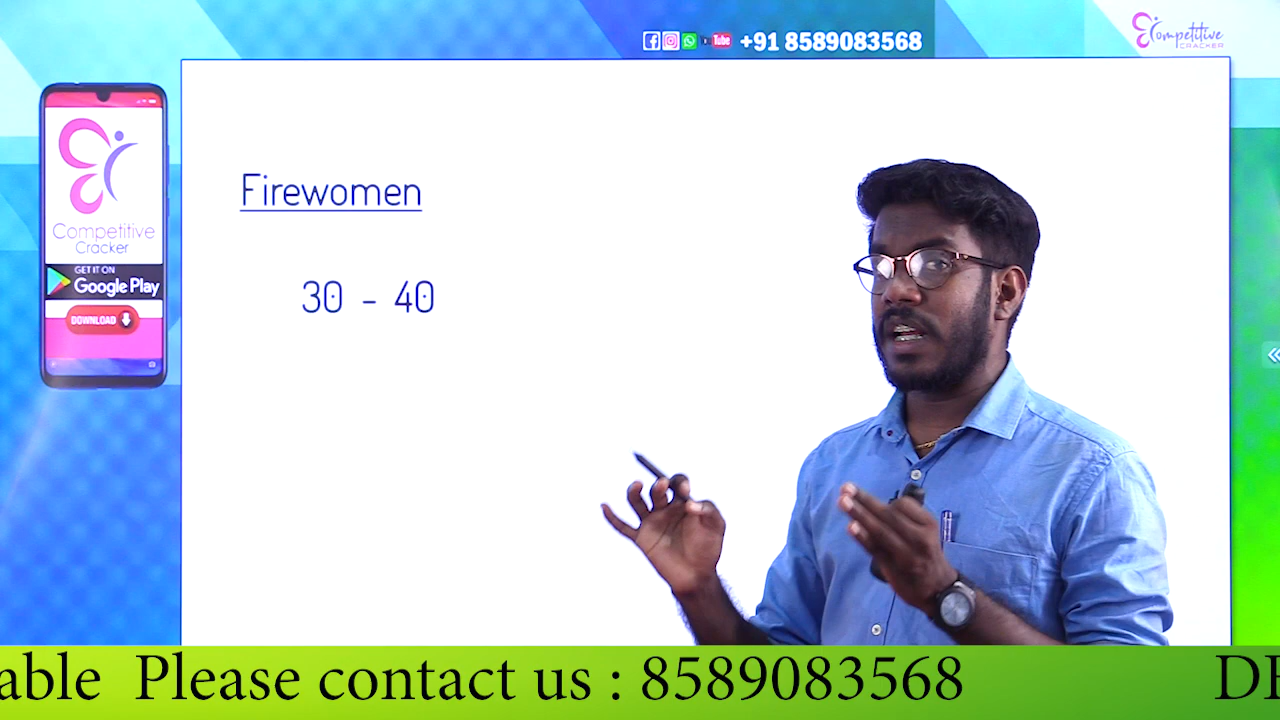 +91 8589083568
Competitive
CRACKER
Tube
Competitive
Cracker
GET IT ON
Google Play
DOWNLOAD
Firewomen
30 - 40
able Please contact us : 8589083568